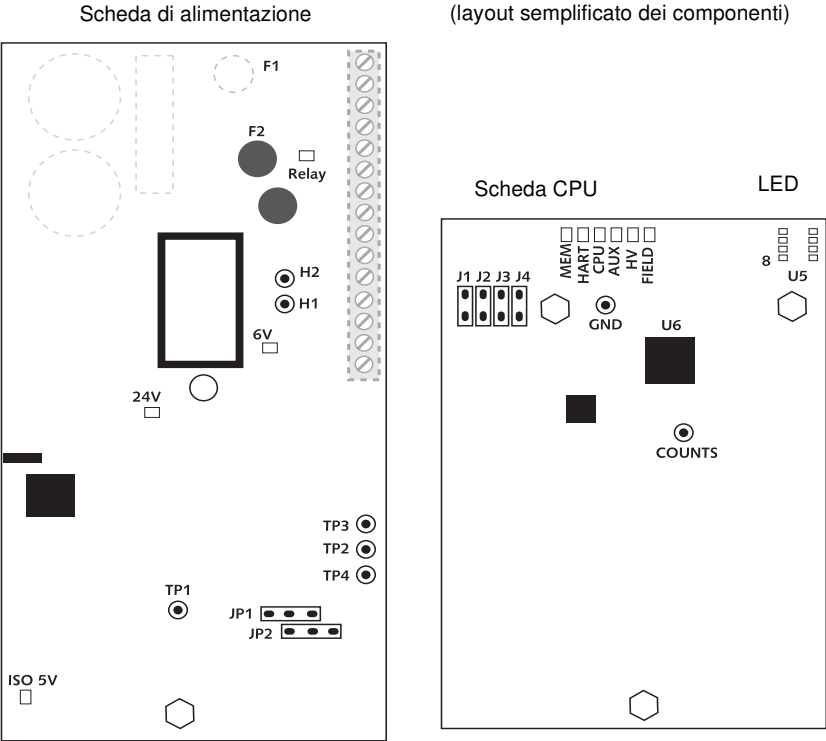 Scheda di alimentazione
(layout semplificato dei componenti)
F1
F2
Relay
H2
H1
6V
24V
TP3
TP2
TP4
TP1
JP1
JP2
ISO 5V
Scheda CPU
LED
MEM
HART
CPU
AUX
HV
FIELD
8
U5
J1 J2 J3 J4
GND
U6
COUNTS